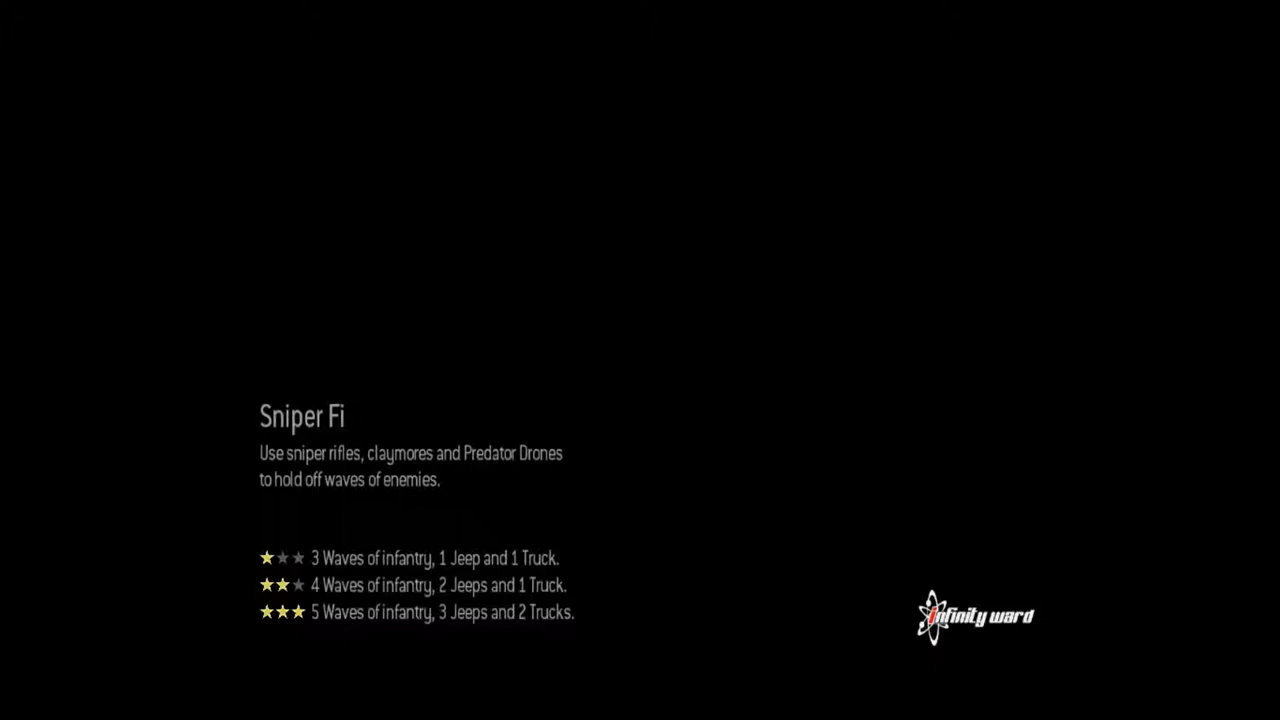 Sniper Fi
Use sniper rifles, claymores and Predator Drones
to hold off waves of enemies.
3 Waves of infantry, 1 Jeep and 1 Truck.
4 Waves of infantry, 2 Jeeps and 1 Truck.
5 Waves of infantry, 3 Jeeps and 2 Trucks.
infinity ward